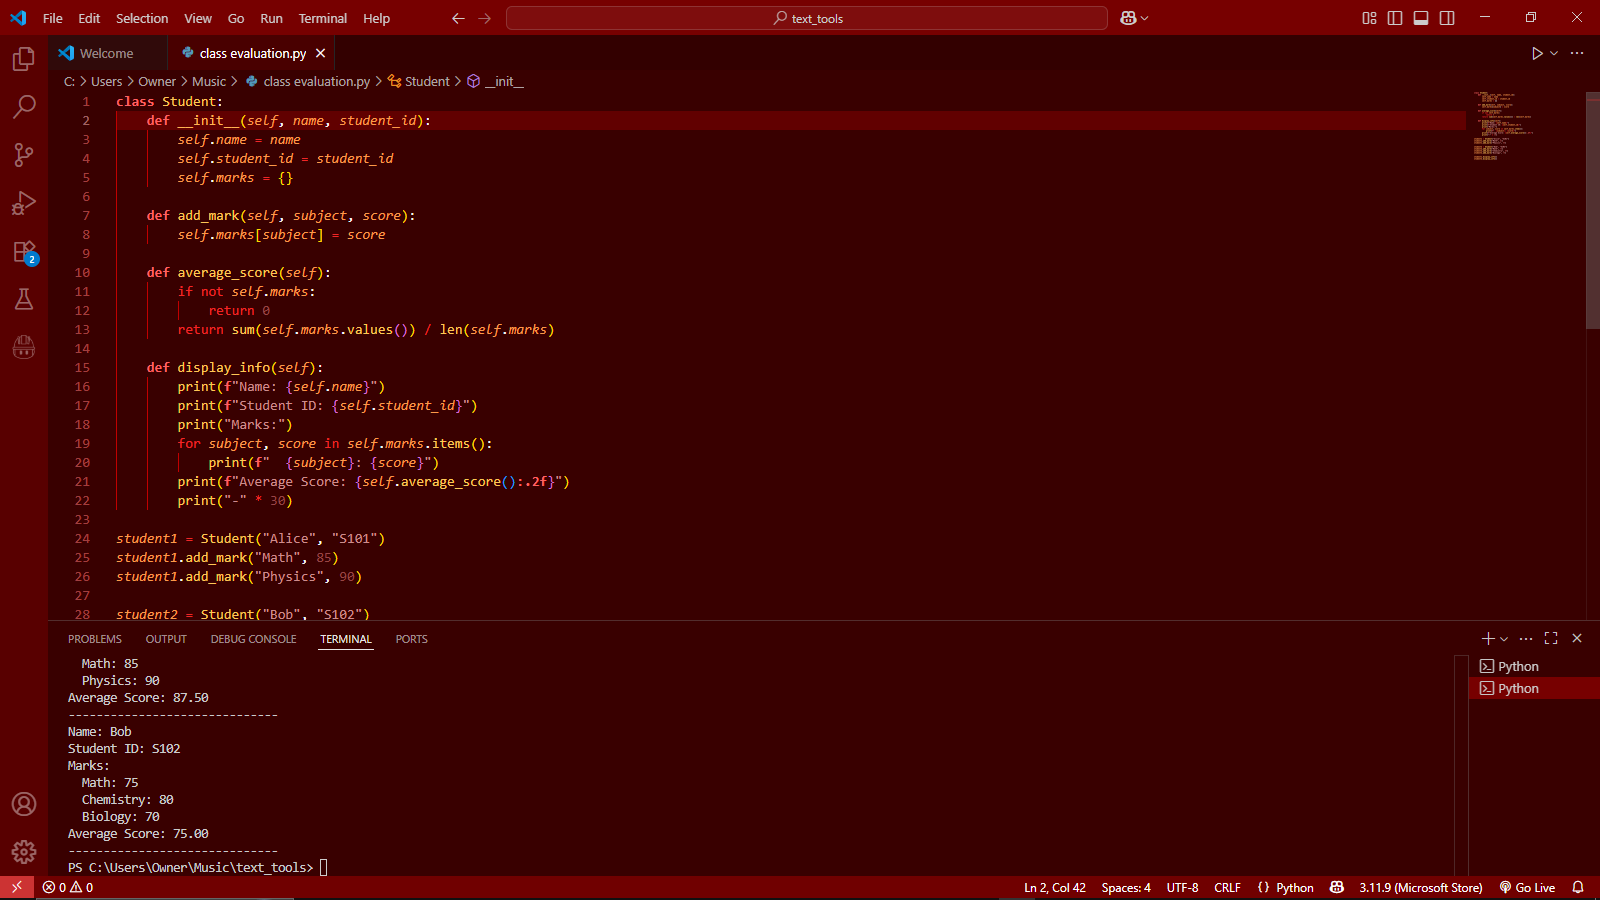 File Edit Selection View Go Run Terminal Help text_tools
Welcome class evaluation.py
C: > Users > Owner > Music > class evaluation.py > Student > __init__
1 class Student:
2 def __init__(self, name, student_id):
3 self.name = name
4 self.student_id = student_id
5 self.marks = {}
6
7 def add_mark(self, subject, score):
8 self.marks[subject] = score
9
10 def average_score(self):
11 if not self.marks:
12 return 0
13 return sum(self.marks.values()) / len(self.marks)
14
15 def display_info(self):
16 print(f"Name: {self.name}")
17 print(f"Student ID: {self.student_id}")
18 print("Marks:")
19 for subject, score in self.marks.items():
20 print(f"  {subject}: {score}")
21 print(f"Average Score: {self.average_score():.2f}")
22 print("-" * 30)
23
24 student1 = Student("Alice", "S101")
25 student1.add_mark("Math", 85)
26 student1.add_mark("Physics", 90)
27
28 student2 = Student("Bob", "S102")
2
PROBLEMS OUTPUT DEBUG CONSOLE TERMINAL PORTS
Math: 85
Physics: 90
Average Score: 87.50
------------------------------
Name: Bob
Student ID: S102
Marks:
Math: 75
Chemistry: 80
Biology: 70
Average Score: 75.00
------------------------------
PS C:\Users\Owner\Music\text_tools>
Python
Python
0 0 Ln 2, Col 42 Spaces: 4 UTF-8 CRLF {} Python 3.11.9 (Microsoft Store) Go Live